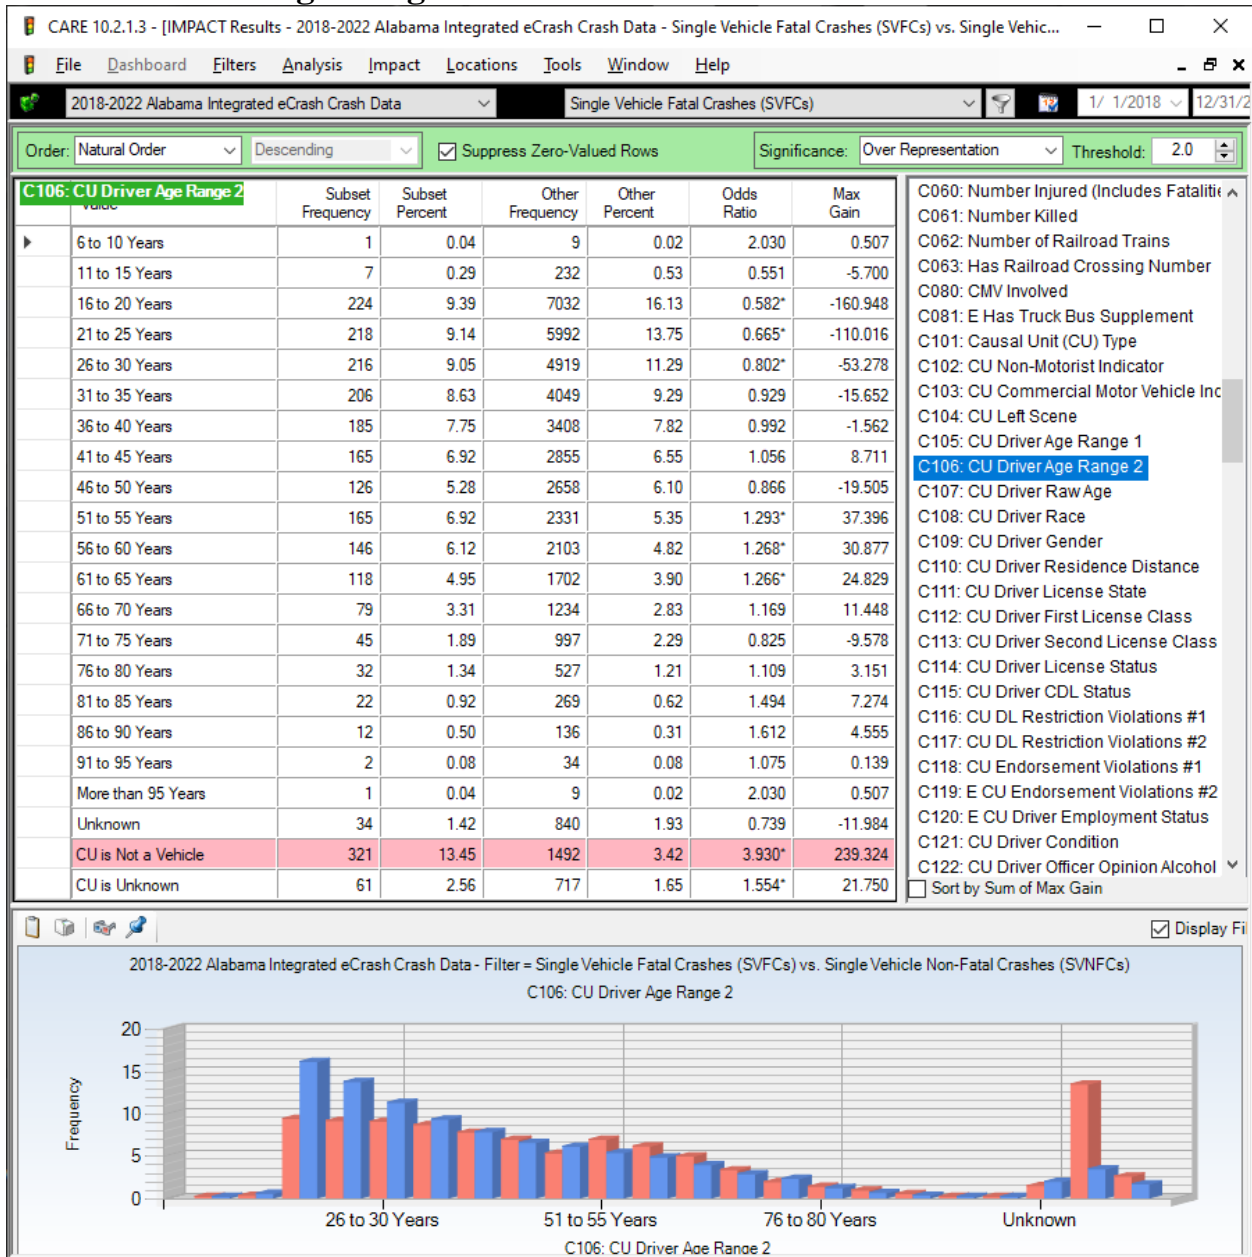 CARE 10.2.1.3 - [IMPACT Results - 2018-2022 Alabama Integrated eCrash Crash Data - Single Vehicle Fatal Crashes (SVFCs) vs. Single Vehic...
File Dashboard Filters Analysis Impact Locations Tools Window Help
2018-2022 Alabama Integrated eCrash Crash Data Single Vehicle Fatal Crashes (SVFCs) 1/ 1/2018 12/31/2
Order: Natural Order Descending Suppress Zero-Valued Rows Significance: Over Representation Threshold: 2.0
C106: CU Driver Age Range 2 Subset Frequency Subset Percent Other Frequency Other Percent Odds Ratio Max Gain
6 to 10 Years 1 0.04 9 0.02 2.030 0.507
11 to 15 Years 7 0.29 232 0.53 0.551 -5.700
16 to 20 Years 224 9.39 7032 16.13 0.582* -160.948
21 to 25 Years 218 9.14 5992 13.75 0.665* -110.016
26 to 30 Years 216 9.05 4919 11.29 0.802* -53.278
31 to 35 Years 206 8.63 4049 9.29 0.929 -15.652
36 to 40 Years 185 7.75 3408 7.82 0.992 -1.562
41 to 45 Years 165 6.92 2855 6.55 1.056 8.711
46 to 50 Years 126 5.28 2658 6.10 0.866 -19.505
51 to 55 Years 165 6.92 2331 5.35 1.293* 37.396
56 to 60 Years 146 6.12 2103 4.82 1.268* 30.877
61 to 65 Years 118 4.95 1702 3.90 1.266* 24.829
66 to 70 Years 79 3.31 1234 2.83 1.169 11.448
71 to 75 Years 45 1.89 997 2.29 0.825 -9.578
76 to 80 Years 32 1.34 527 1.21 1.109 3.151
81 to 85 Years 22 0.92 269 0.62 1.494 7.274
86 to 90 Years 12 0.50 136 0.31 1.612 4.555
91 to 95 Years 2 0.08 34 0.08 1.075 0.139
More than 95 Years 1 0.04 9 0.02 2.030 0.507
Unknown 34 1.42 840 1.93 0.739 -11.984
CU is Not a Vehicle 321 13.45 1492 3.42 3.930* 239.324
CU is Unknown 61 2.56 717 1.65 1.554* 21.750
C060: Number Injured (Includes Fatalitie
C061: Number Killed
C062: Number of Railroad Trains
C063: Has Railroad Crossing Number
C080: CMV Involved
C081: E Has Truck Bus Supplement
C101: Causal Unit (CU) Type
C102: CU Non-Motorist Indicator
C103: CU Commercial Motor Vehicle Inc
C104: CU Left Scene
C105: CU Driver Age Range 1
C106: CU Driver Age Range 2
C107: CU Driver Raw Age
C108: CU Driver Race
C109: CU Driver Gender
C110: CU Driver Residence Distance
C111: CU Driver License State
C112: CU Driver First License Class
C113: CU Driver Second License Class
C114: CU Driver License Status
C115: CU Driver CDL Status
C116: CU DL Restriction Violations #1
C117: CU DL Restriction Violations #2
C118: CU Endorsement Violations #1
C119: E CU Endorsement Violations #2
C120: E CU Driver Employment Status
C121: CU Driver Condition
C122: CU Driver Officer Opinion Alcohol
Sort by Sum of Max Gain
Display Fi
2018-2022 Alabama Integrated eCrash Crash Data - Filter = Single Vehicle Fatal Crashes (SVFCs) vs. Single Vehicle Non-Fatal Crashes (SVNFCs)
C106: CU Driver Age Range 2
Frequency
20
15
10
5
0
26 to 30 Years 51 to 55 Years 76 to 80 Years Unknown
C106: CU Driver Age Range 2